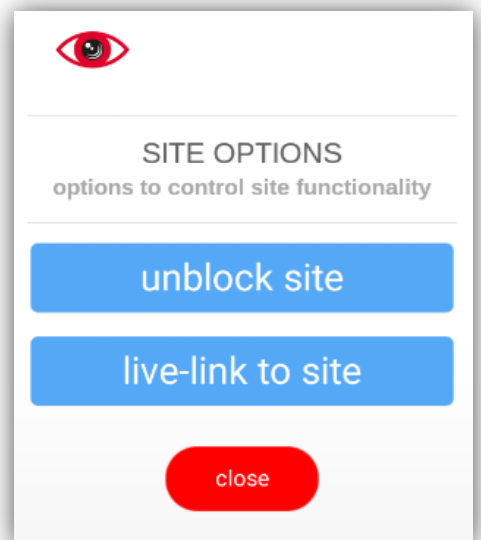 SITE OPTIONS
options to control site functionality
unblock site
live-link to site
close